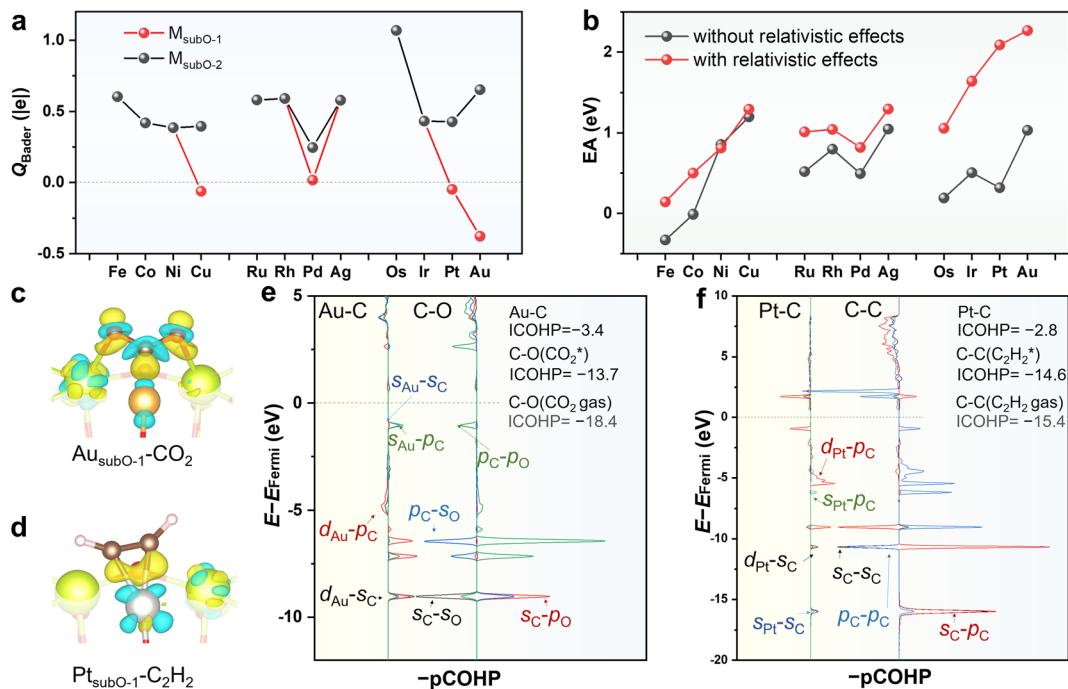 a
M_subO-1
M_subO-2
Q_Bader (|e|)
1.0
0.5
0.0
-0.5
Fe Co Ni Cu Ru Rh Pd Ag Os Ir Pt Au
b
without relativistic effects
with relativistic effects
EA (eV)
2
1
0
Fe Co Ni Cu Ru Rh Pd Ag Os Ir Pt Au
c
Au_subO-1-CO₂
d
Pt_subO-1-C₂H₂
e
Au-C C-O
Au-C
ICOHP=−3.4
C-O(CO₂*)
ICOHP= −13.7
C-O(CO₂ gas)
ICOHP= −18.4
s_Au-s_C
s_Au-p_C
p_C-p_O
d_Au-p_C
p_C-s_O
d_Au-s_C
s_C-s_O
s_C-p_O
E−E_Fermi (eV)
5
0
-5
-10
−pCOHP
f
Pt-C C-C
Pt-C
ICOHP= −2.8
C-C(C₂H₂*)
ICOHP= −14.6
C-C(C₂H₂ gas)
ICOHP= −15.4
d_Pt-p_C
s_Pt-p_C
d_Pt-s_C
s_C-s_C
s_Pt-s_C
p_C-p_C
s_C-p_C
E−E_Fermi (eV)
10
5
0
-5
-10
-15
-20
−pCOHP